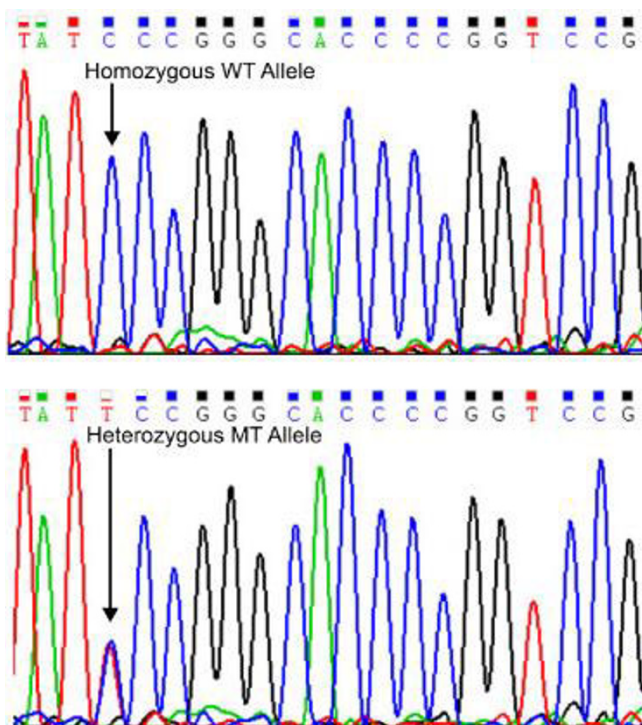 T A T C C C G G G C A C C C C G G T C C G
Homozygous WT Allele
T A T T C C G G G C A C C C C G G T C C G
Heterozygous MT Allele